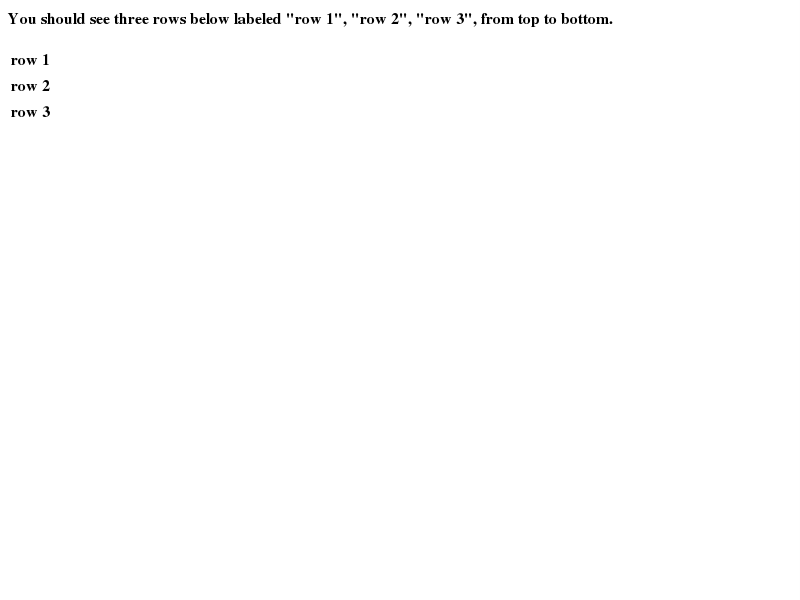 You should see three rows below labeled "row 1", "row 2", "row 3", from top to bottom.
row 1
row 2
row 3